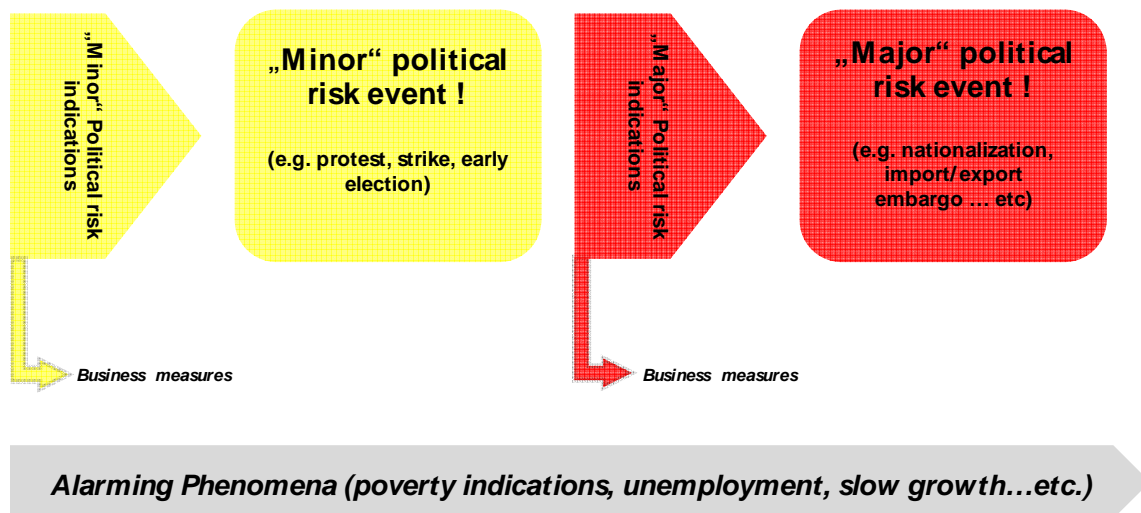 „Minor“ Political risk
indications
„Minor“ political
risk event !
(e.g. protest, strike, early
election)
„Major“ Political risk
indications
„Major“ political
risk event !
(e.g. nationalization,
import/export
embargo … etc)
Business measures
Business measures
Alarming Phenomena (poverty indications, unemployment, slow growth…etc.)